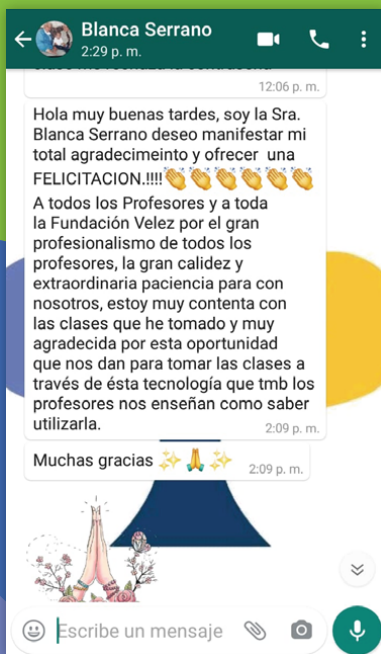 Blanca Serrano
2:29 p. m.
12:06 p. m.
Hola muy buenas tardes, soy la Sra.
Blanca Serrano deseo manifestar mi
total agradecimeinto y ofrecer una
FELICITACION.!!!!👏👏👏👏👏👏
A todos los Profesores y a toda
la Fundación Velez por el gran
profesionalismo de todos los
profesores, la gran calidez y
extraordinaria paciencia para con
nosotros, estoy muy contenta con
las clases que he tomado y muy
agradecida por esta oportunidad
que nos dan para tomar las clases a
través de ésta tecnología que tmb los
profesores nos enseñan como saber
utilizarla.
2:09 p. m.
Muchas gracias ✨🙏✨
2:09 p. m.
Escribe un mensaje